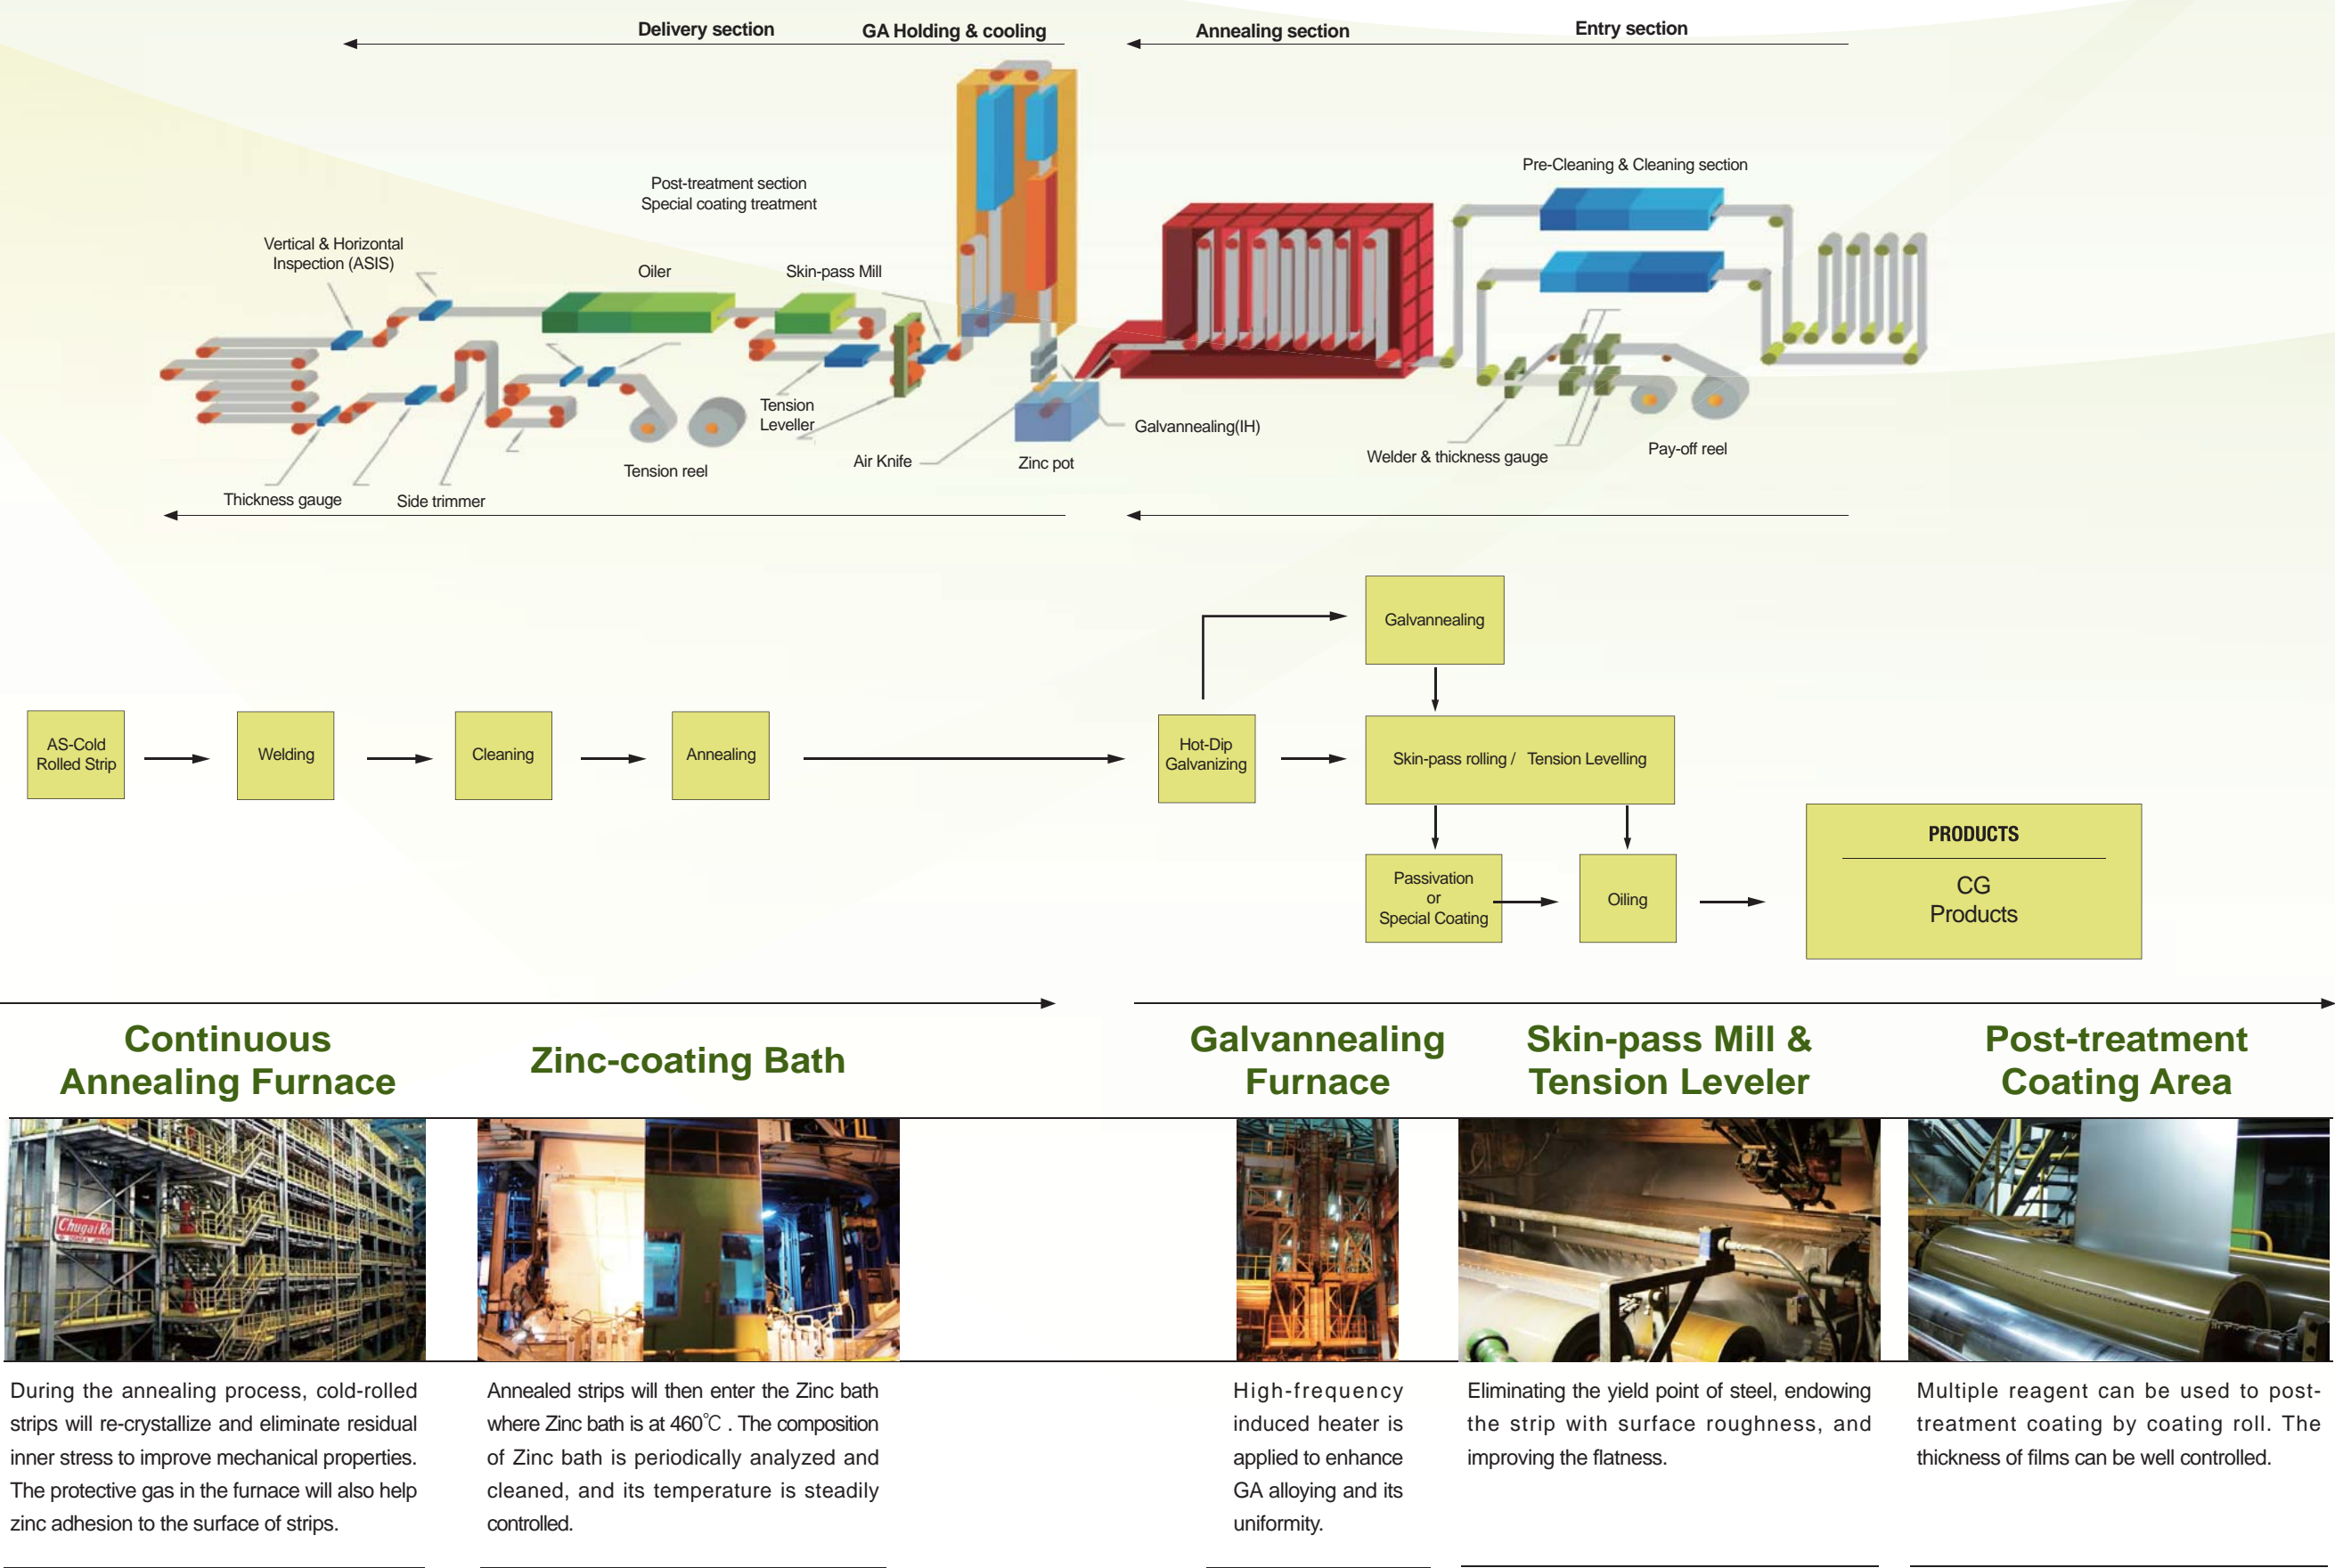 Delivery section
GA Holding & cooling
Annealing section
Entry section
Pre-Cleaning & Cleaning section
Post-treatment section
Special coating treatment
Vertical & Horizontal
Inspection (ASIS)
Oiler
Skin-pass Mill
Tension
Leveller
Galvannealing(IH)
Air Knife
Zinc pot
Welder & thickness gauge
Pay-off reel
Tension reel
Thickness gauge
Side trimmer
Galvannealing
AS-Cold
Rolled Strip
Welding
Cleaning
Annealing
Hot-Dip
Galvanizing
Skin-pass rolling / Tension Levelling
Passivation
or
Special Coating
Oiling
PRODUCTS
CG
Products
Continuous
Annealing Furnace
Zinc-coating Bath
Galvannealing
Furnace
Skin-pass Mill &
Tension Leveler
Post-treatment
Coating Area
Chugai Ro
During the annealing process, cold-rolled
strips will re-crystallize and eliminate residual
inner stress to improve mechanical properties.
The protective gas in the furnace will also help
zinc adhesion to the surface of strips.
Annealed strips will then enter the Zinc bath
where Zinc bath is at 460℃ . The composition
of Zinc bath is periodically analyzed and
cleaned, and its temperature is steadily
controlled.
High-frequency
induced heater is
applied to enhance
GA alloying and its
uniformity.
Eliminating the yield point of steel, endowing
the strip with surface roughness, and
improving the flatness.
Multiple reagent can be used to post-
treatment coating by coating roll. The
thickness of films can be well controlled.